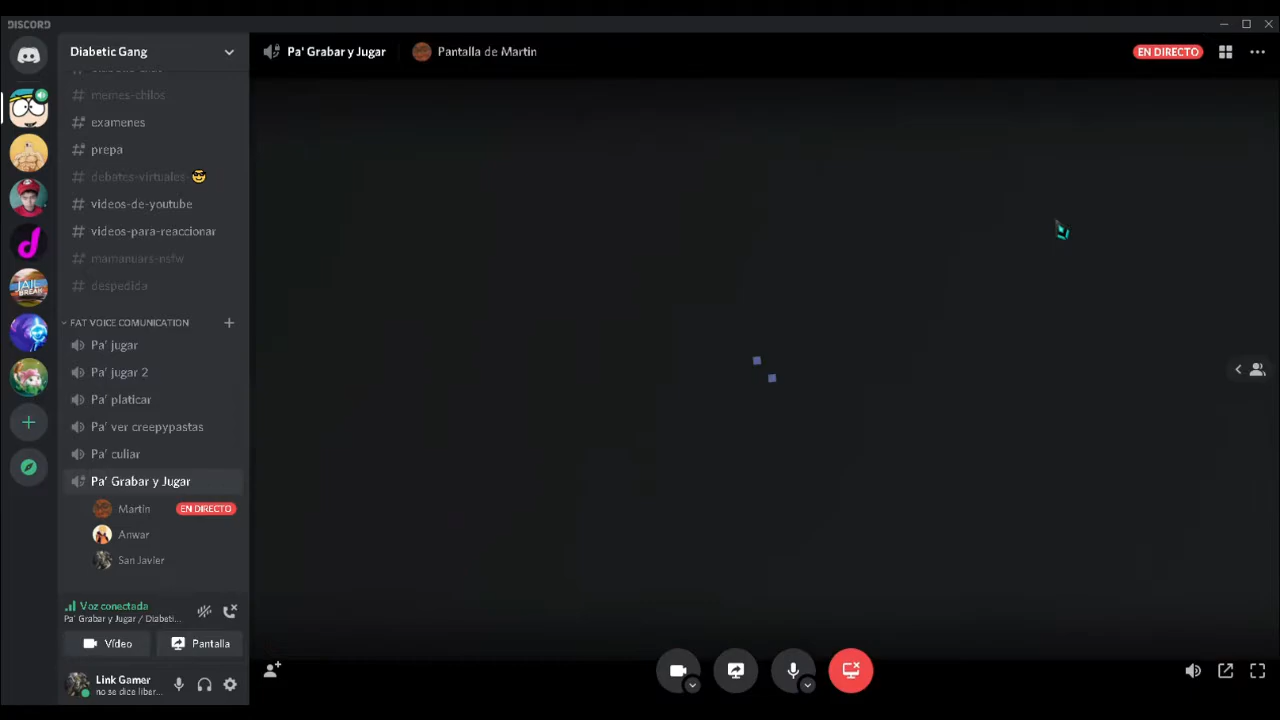 DISCORD
Diabetic Gang
Pa' Grabar y Jugar
Pantalla de Martin
EN DIRECTO
memes-chilos
examenes
prepa
debates-virtuales-😎
videos-de-youtube
videos-para-reaccionar
mamanuars-nsfw
despedida
FAT VOICE COMUNICATION
Pa' jugar
Pa' jugar 2
Pa' platicar
Pa' ver creepypastas
Pa' culiar
Pa' Grabar y Jugar
Martin EN DIRECTO
Anwar
San Javier
Voz conectada
Pa' Grabar y Jugar / Diabeti...
Vídeo
Pantalla
Link Gamer
no se dice liber...
JAIL
BREAK